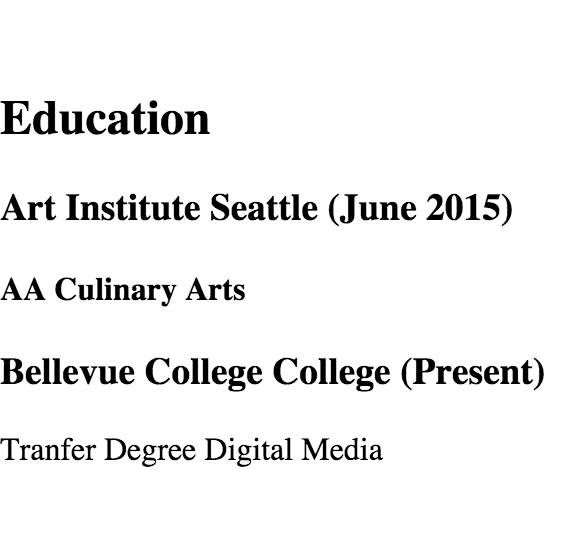 Education
Art Institute Seattle (June 2015)
AA Culinary Arts
Bellevue College College (Present)
Tranfer Degree Digital Media